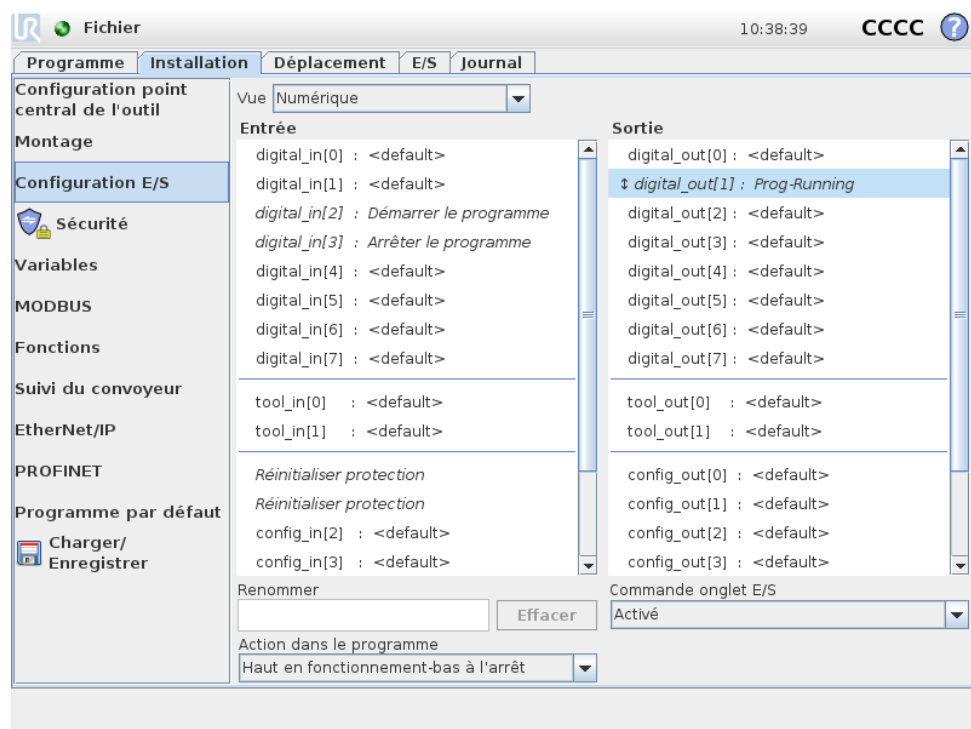 UR Fichier 10:38:39 CCCC ?
Programme Installation Déplacement E/S Journal
Configuration point
central de l'outil
Montage
Configuration E/S
Sécurité
Variables
MODBUS
Fonctions
Suivi du convoyeur
EtherNet/IP
PROFINET
Programme par défaut
Charger/
Enregistrer
Vue Numérique
Entrée
digital_in[0] : <default>
digital_in[1] : <default>
digital_in[2] : Démarrer le programme
digital_in[3] : Arrêter le programme
digital_in[4] : <default>
digital_in[5] : <default>
digital_in[6] : <default>
digital_in[7] : <default>
tool_in[0] : <default>
tool_in[1] : <default>
Réinitialiser protection
Réinitialiser protection
config_in[2] : <default>
config_in[3] : <default>
Sortie
digital_out[0] : <default>
↕ digital_out[1] : Prog-Running
digital_out[2] : <default>
digital_out[3] : <default>
digital_out[4] : <default>
digital_out[5] : <default>
digital_out[6] : <default>
digital_out[7] : <default>
tool_out[0] : <default>
tool_out[1] : <default>
config_out[0] : <default>
config_out[1] : <default>
config_out[2] : <default>
config_out[3] : <default>
Renommer
Effacer
Action dans le programme
Haut en fonctionnement-bas à l'arrêt
Commande onglet E/S
Activé